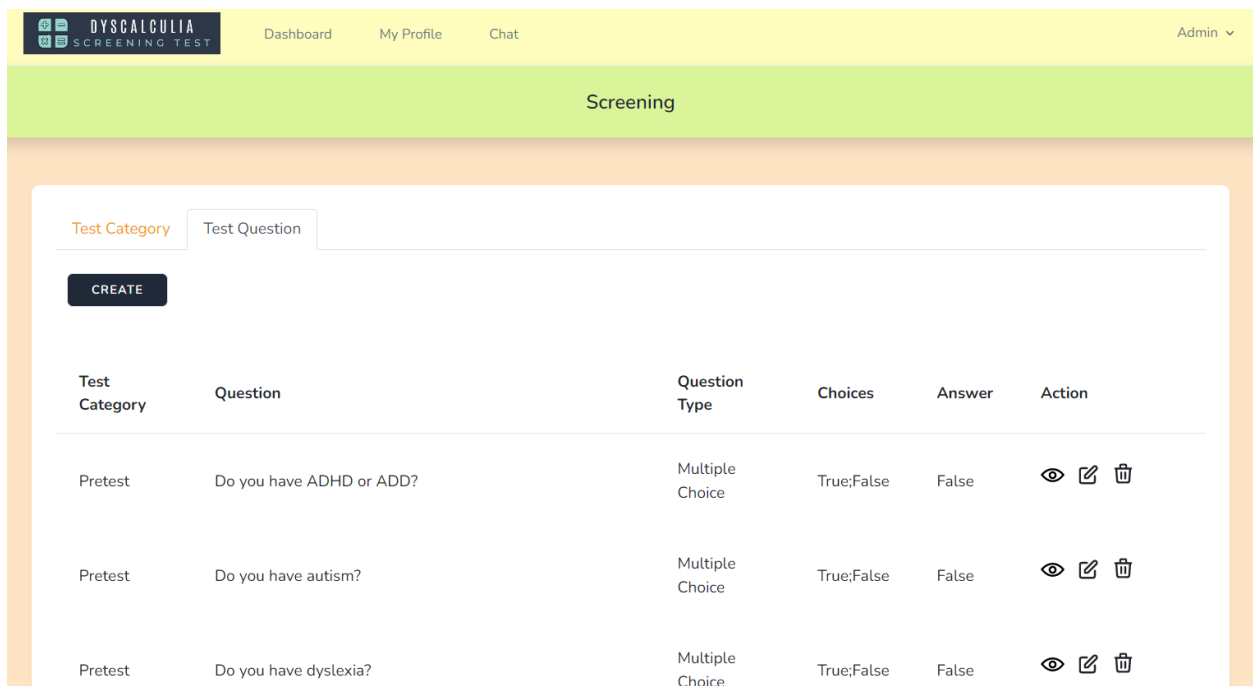 DYSCALCULIA
SCREENING TEST
Dashboard My Profile Chat Admin
Screening
Test Category Test Question
CREATE
Test Category Question Question Type Choices Answer Action
Pretest Do you have ADHD or ADD? Multiple Choice True;False False
Pretest Do you have autism? Multiple Choice True;False False
Pretest Do you have dyslexia? Multiple Choice True;False False